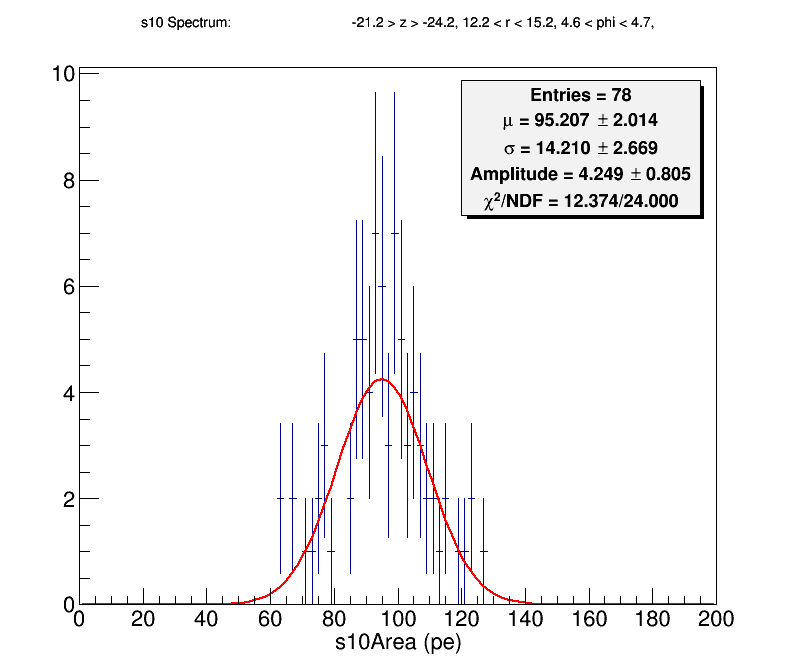 s10 Spectrum: -21.2 > z > -24.2, 12.2 < r < 15.2, 4.6 < phi < 4.7,
Entries = 78
μ = 95.207 ± 2.014
σ = 14.210 ± 2.669
Amplitude = 4.249 ± 0.805
χ²/NDF = 12.374/24.000
10
8
6
4
2
0
0 20 40 60 80 100 120 140 160 180 200
s10Area (pe)